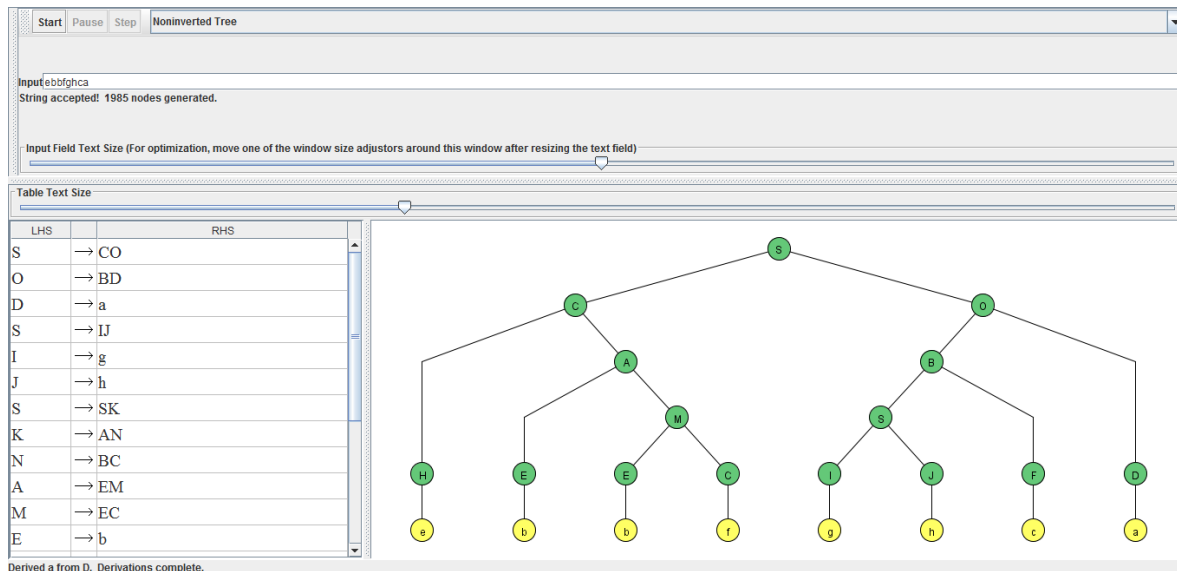 Start Pause Step Noninverted Tree
Input ebbfghca
String accepted! 1985 nodes generated.
Input Field Text Size (For optimization, move one of the window size adjustors around this window after resizing the text field)
Table Text Size
LHS RHS
S → CO
O → BD
D → a
S → IJ
I → g
J → h
S → SK
K → AN
N → BC
A → EM
M → EC
E → b
S
C O
A B
M S
H E E C I J F D
e b b f g h c a
Derived a from D. Derivations complete.